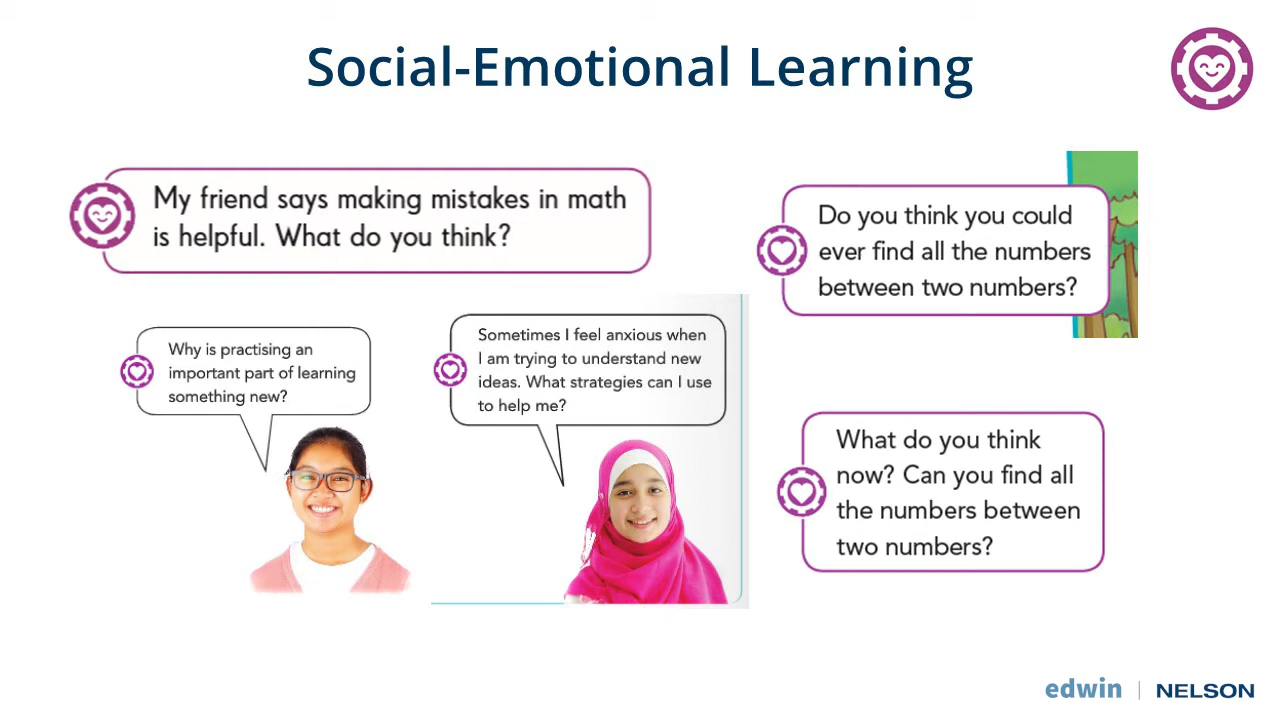 Social-Emotional Learning
My friend says making mistakes in math
is helpful. What do you think?
Do you think you could
ever find all the numbers
between two numbers?
Why is practising an
important part of learning
something new?
Sometimes I feel anxious when
I am trying to understand new
ideas. What strategies can I use
to help me?
What do you think
now? Can you find all
the numbers between
two numbers?
edwin | NELSON